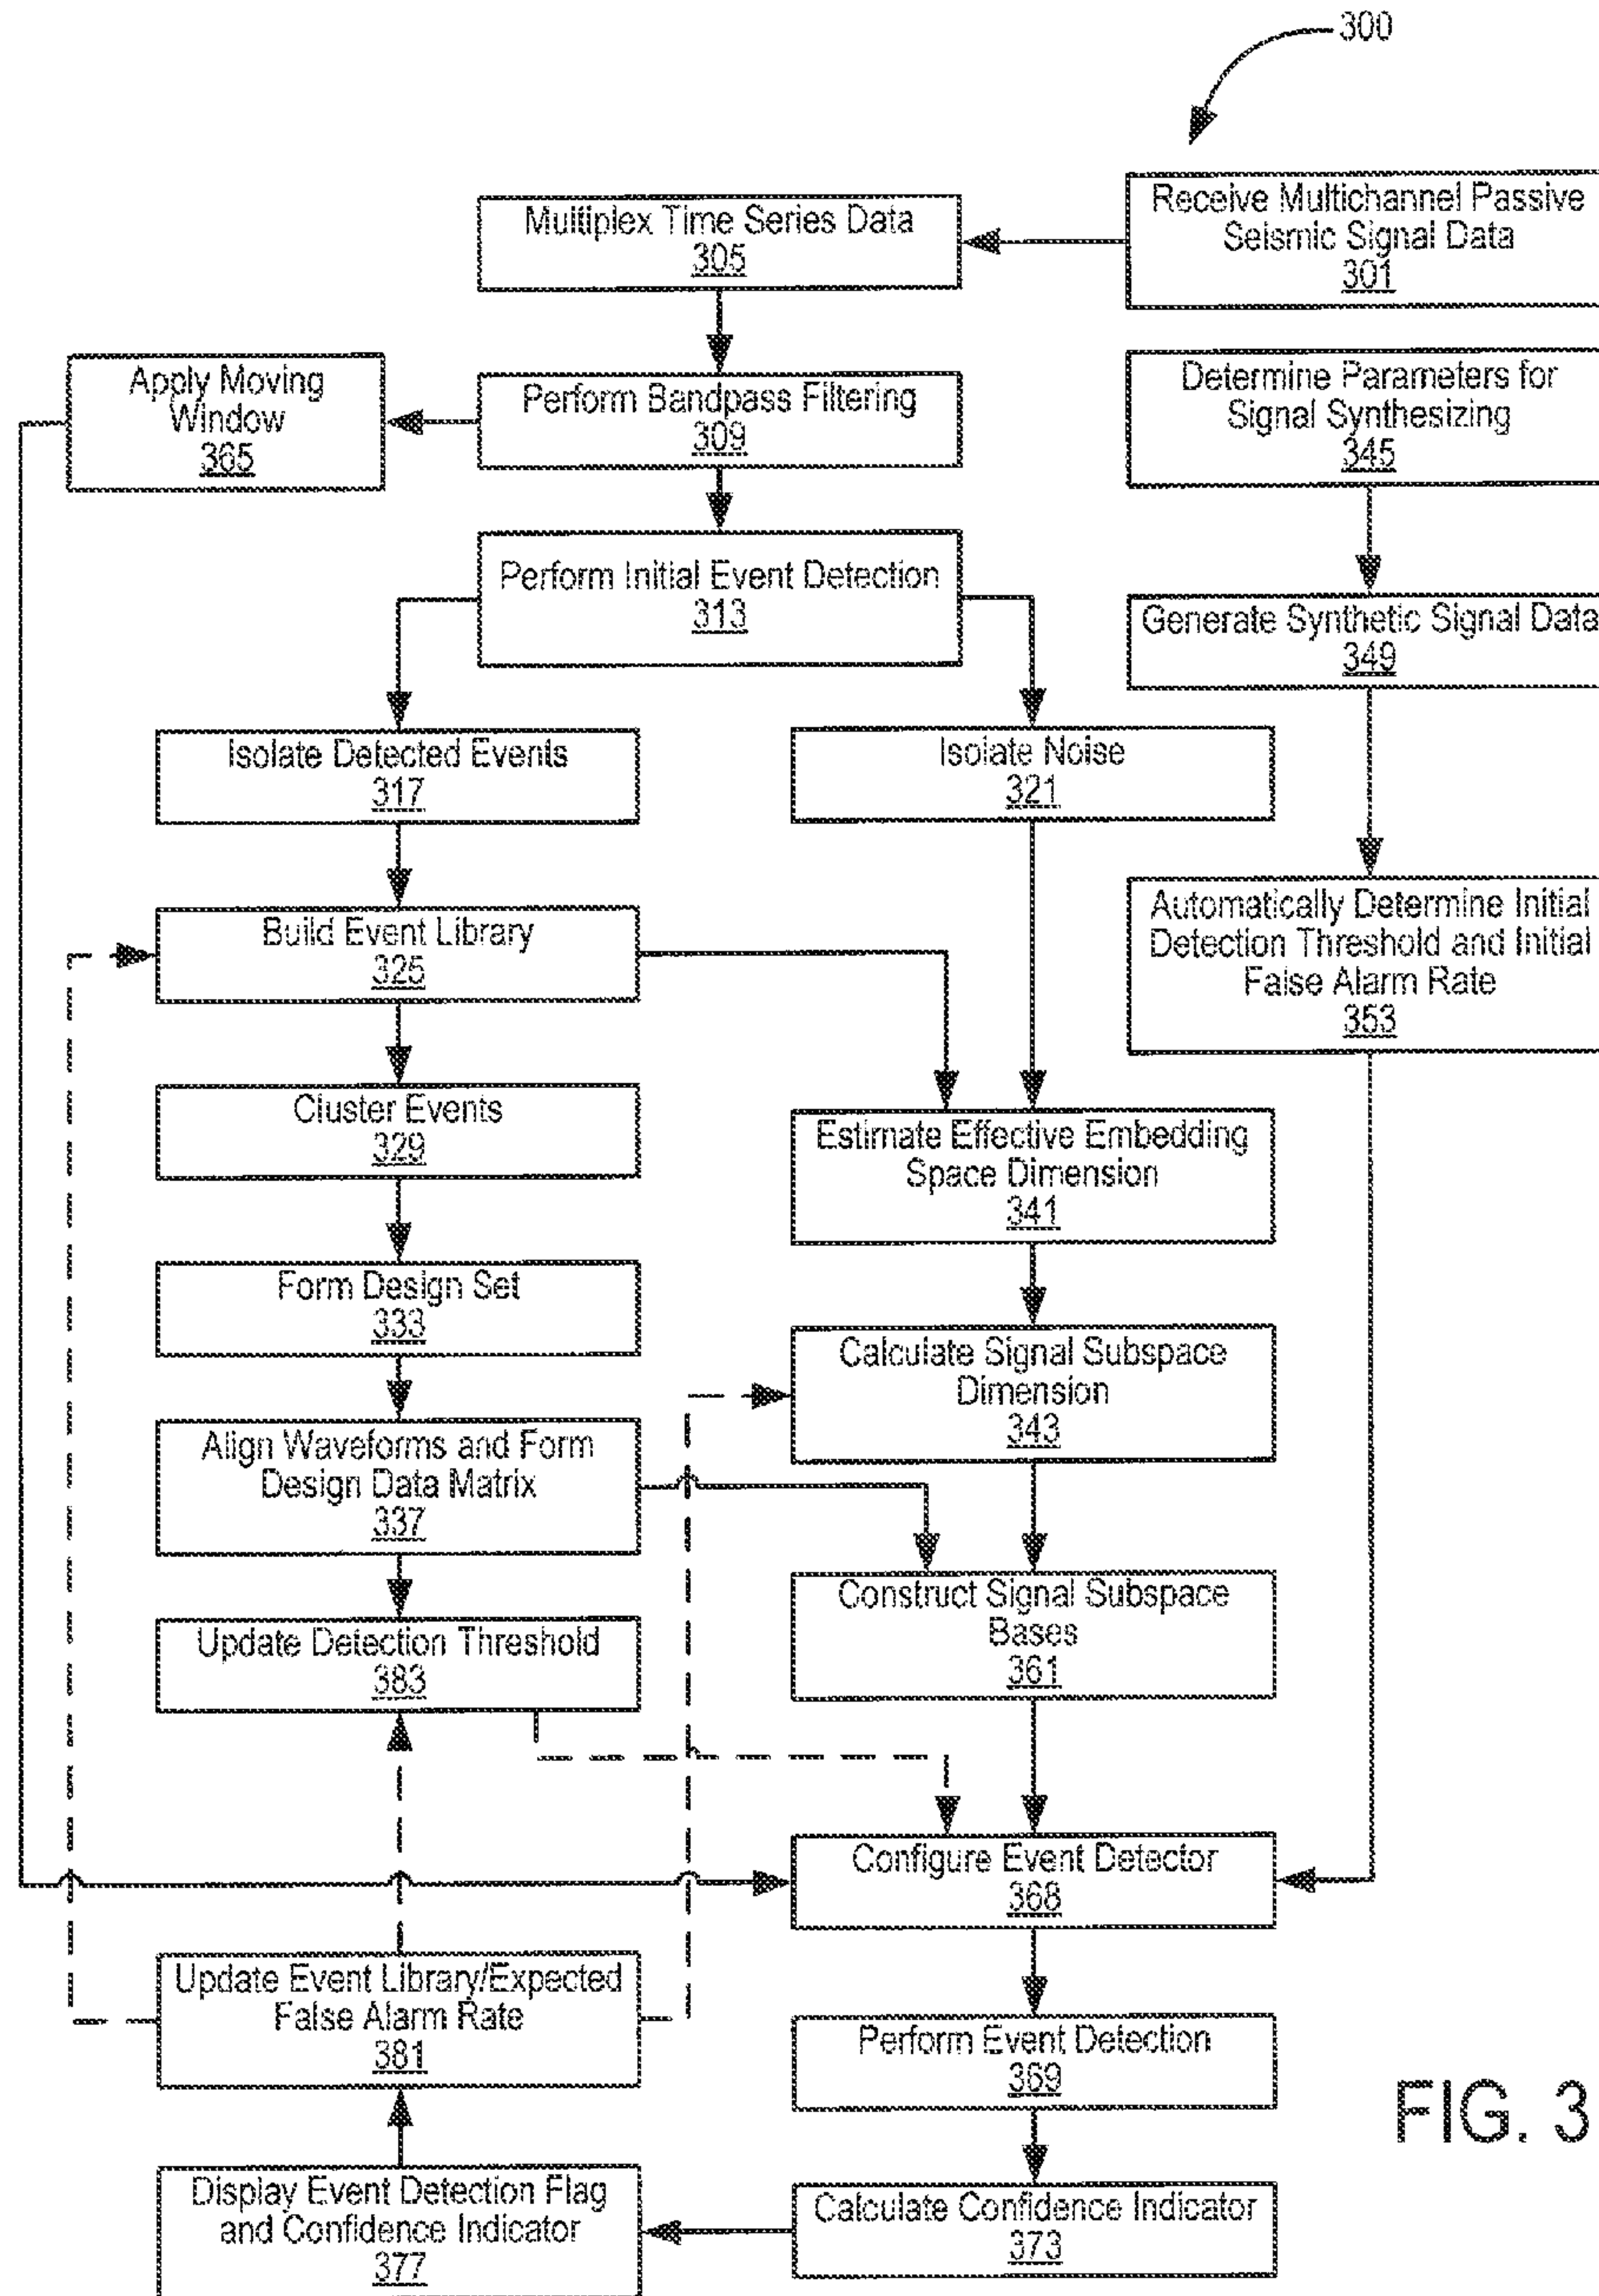 300
Receive Multichannel Passive
Seismic Signal Data
301
Multiplex Time Series Data
305
Apply Moving
Window
365
Perform Bandpass Filtering
309
Determine Parameters for
Signal Synthesizing
345
Perform Initial Event Detection
313
Generate Synthetic Signal Data
349
Isolate Detected Events
317
Isolate Noise
321
Automatically Determine Initial
Detection Threshold and Initial
False Alarm Rate
353
Build Event Library
325
Cluster Events
329
Estimate Effective Embedding
Space Dimension
341
Form Design Set
333
Calculate Signal Subspace
Dimension
343
Align Waveforms and Form
Design Data Matrix
337
Construct Signal Subspace
Bases
361
Update Detection Threshold
383
Configure Event Detector
368
Update Event Library/Expected
False Alarm Rate
381
Perform Event Detection
369
Display Event Detection Flag
and Confidence Indicator
377
Calculate Confidence Indicator
373
FIG. 3